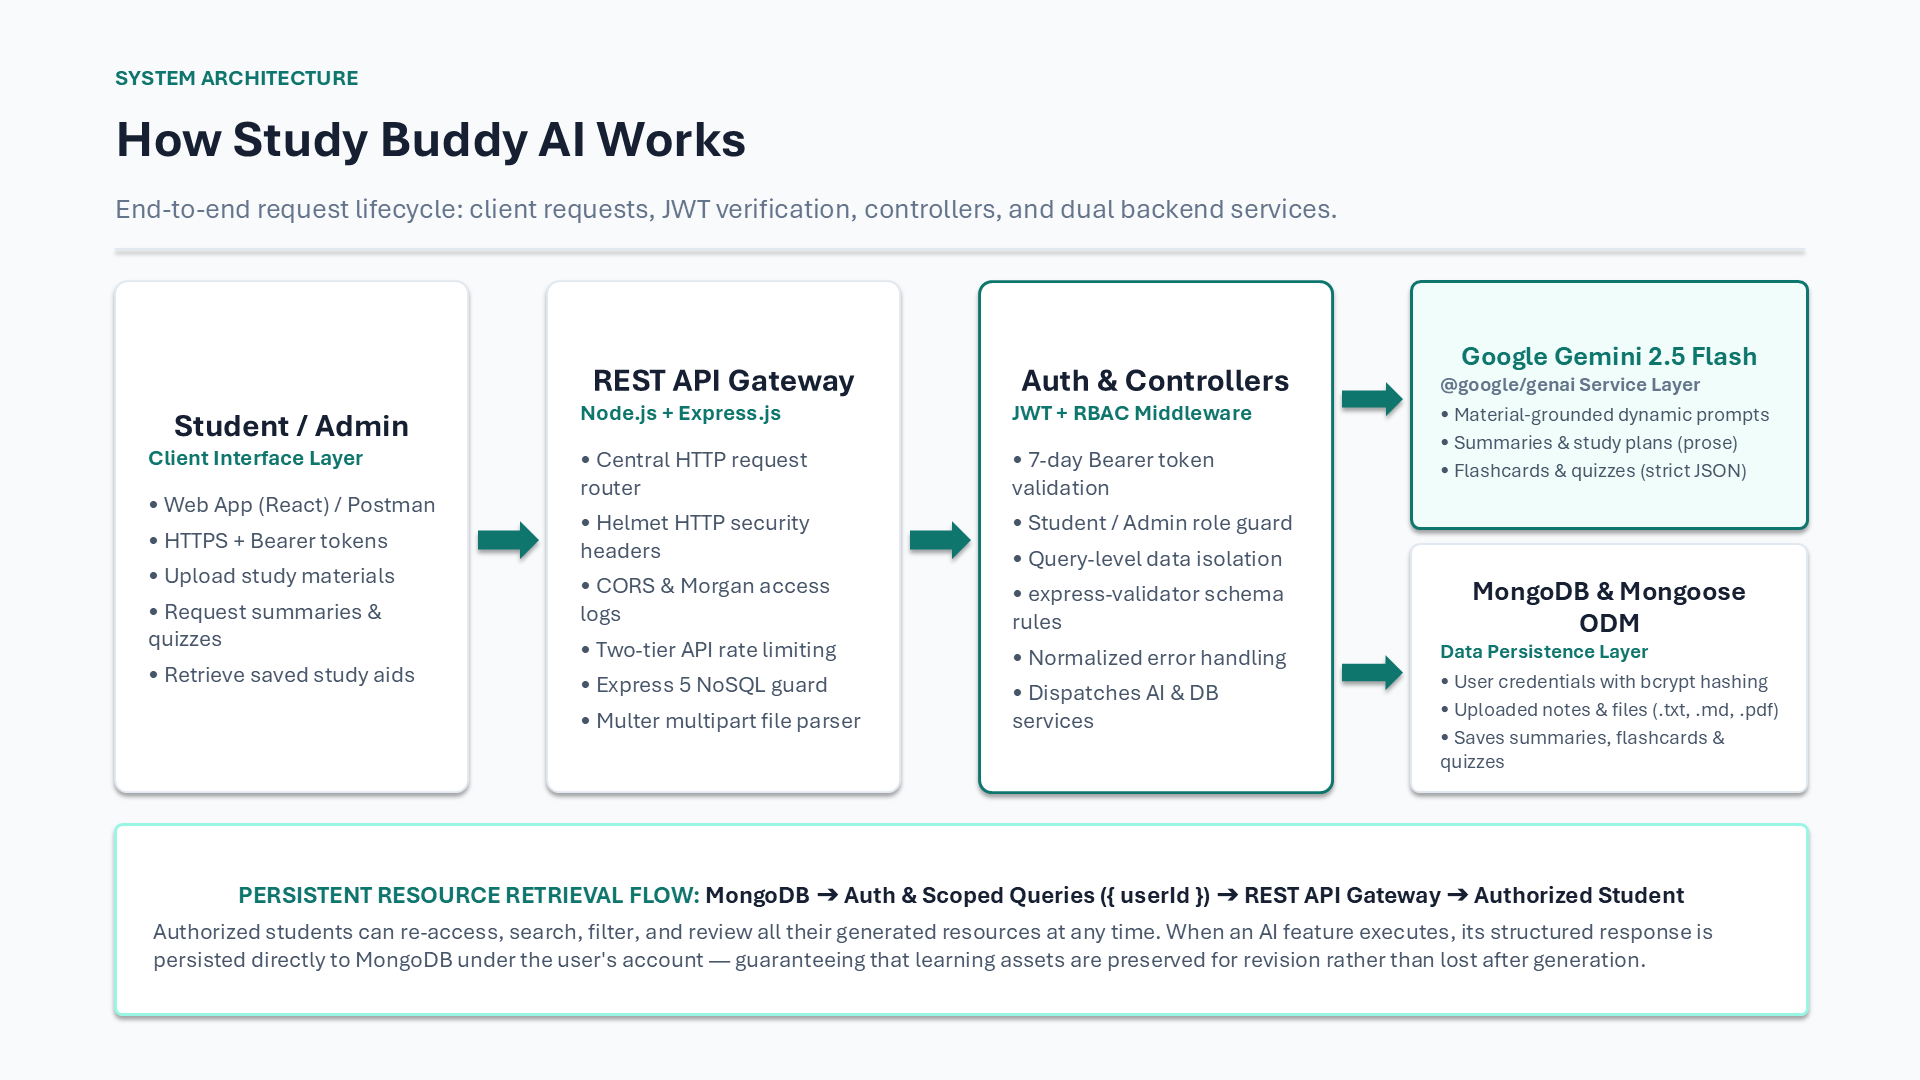 SYSTEM ARCHITECTURE
How Study Buddy AI Works
End-to-end request lifecycle: client requests, JWT verification, controllers, and dual backend services.
Student / Admin
Client Interface Layer
• Web App (React) / Postman
• HTTPS + Bearer tokens
• Upload study materials
• Request summaries &
quizzes
• Retrieve saved study aids
REST API Gateway
Node.js + Express.js
• Central HTTP request
router
• Helmet HTTP security
headers
• CORS & Morgan access
logs
• Two-tier API rate limiting
• Express 5 NoSQL guard
• Multer multipart file parser
Auth & Controllers
JWT + RBAC Middleware
• 7-day Bearer token
validation
• Student / Admin role guard
• Query-level data isolation
• express-validator schema
rules
• Normalized error handling
• Dispatches AI & DB
services
Google Gemini 2.5 Flash
@google/genai Service Layer
• Material-grounded dynamic prompts
• Summaries & study plans (prose)
• Flashcards & quizzes (strict JSON)
MongoDB & Mongoose
ODM
Data Persistence Layer
• User credentials with bcrypt hashing
• Uploaded notes & files (.txt, .md, .pdf)
• Saves summaries, flashcards &
quizzes
PERSISTENT RESOURCE RETRIEVAL FLOW: MongoDB ➔ Auth & Scoped Queries ({ userId }) ➔ REST API Gateway ➔ Authorized Student
Authorized students can re-access, search, filter, and review all their generated resources at any time. When an AI feature executes, its structured response is
persisted directly to MongoDB under the user's account — guaranteeing that learning assets are preserved for revision rather than lost after generation.